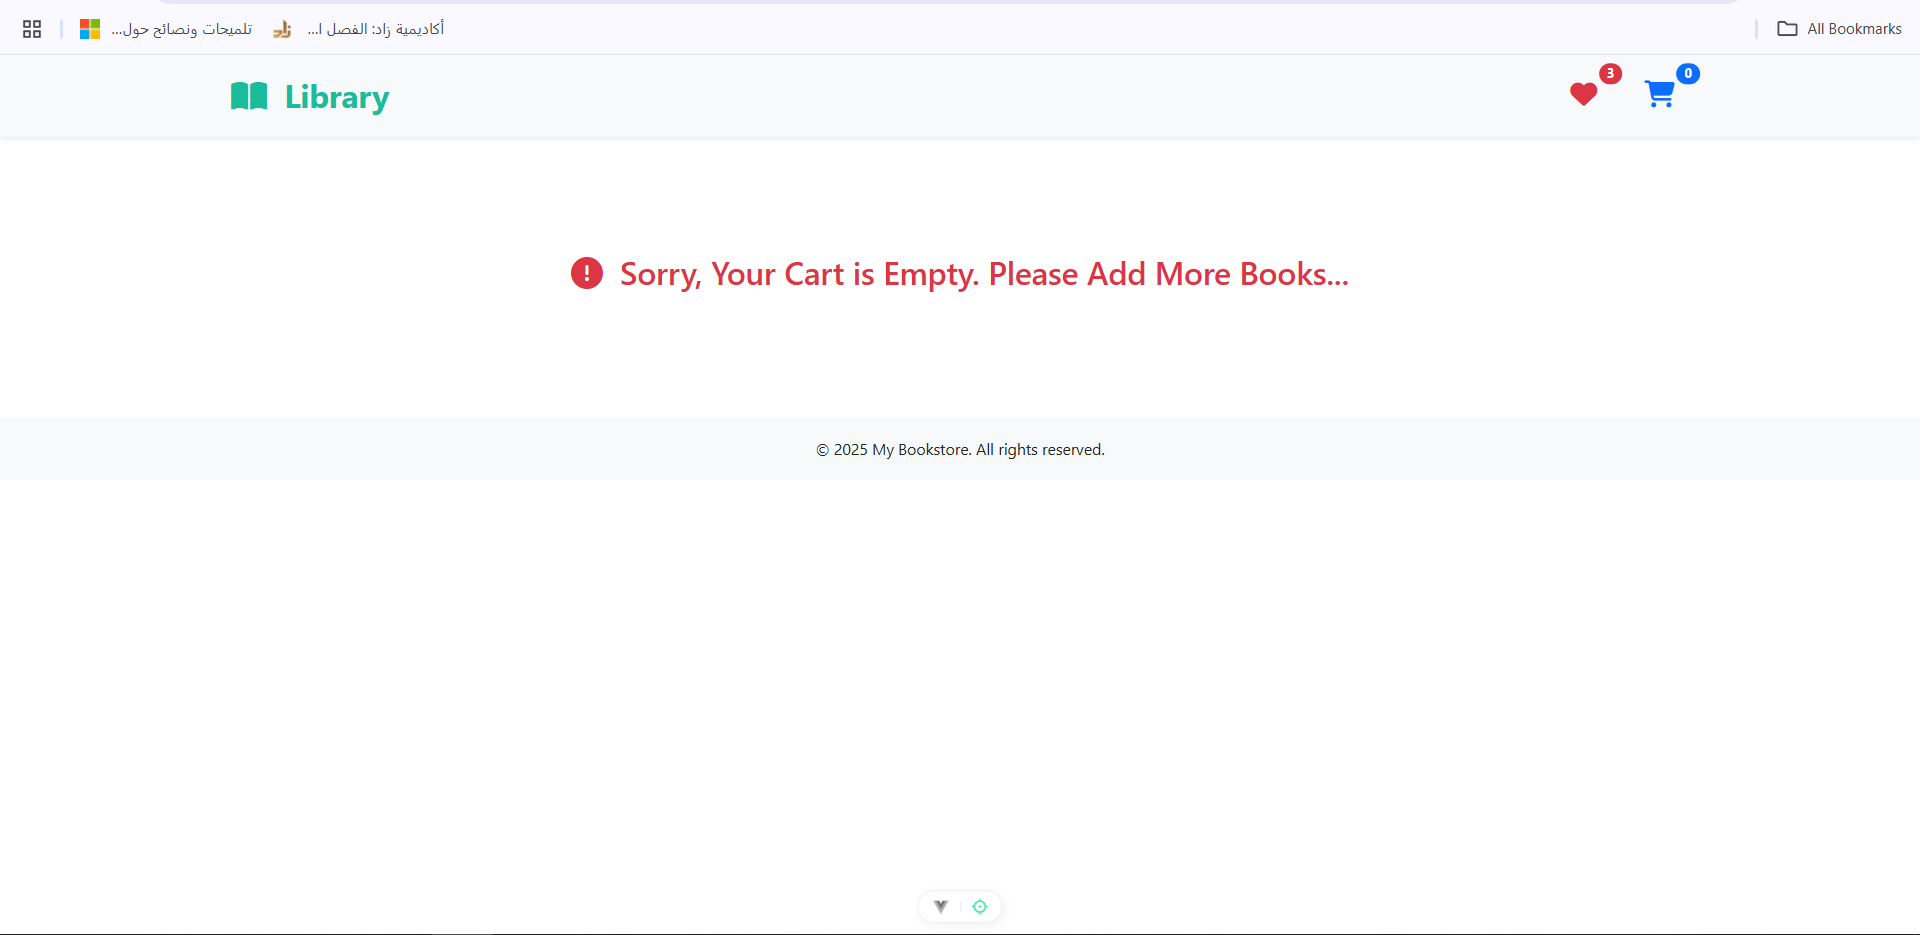 تلميحات ونصائح حول...
أكاديمية زاد: الفصل ا...
All Bookmarks
Library
3
0
Sorry, Your Cart is Empty. Please Add More Books...
© 2025 My Bookstore. All rights reserved.